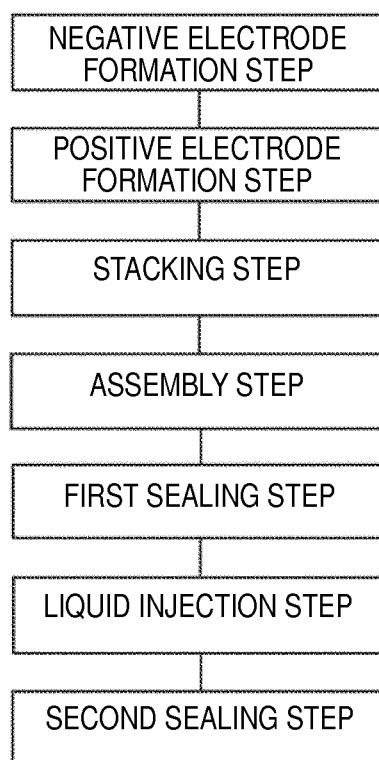 NEGATIVE ELECTRODE
FORMATION STEP
POSITIVE ELECTRODE
FORMATION STEP
STACKING STEP
ASSEMBLY STEP
FIRST SEALING STEP
LIQUID INJECTION STEP
SECOND SEALING STEP